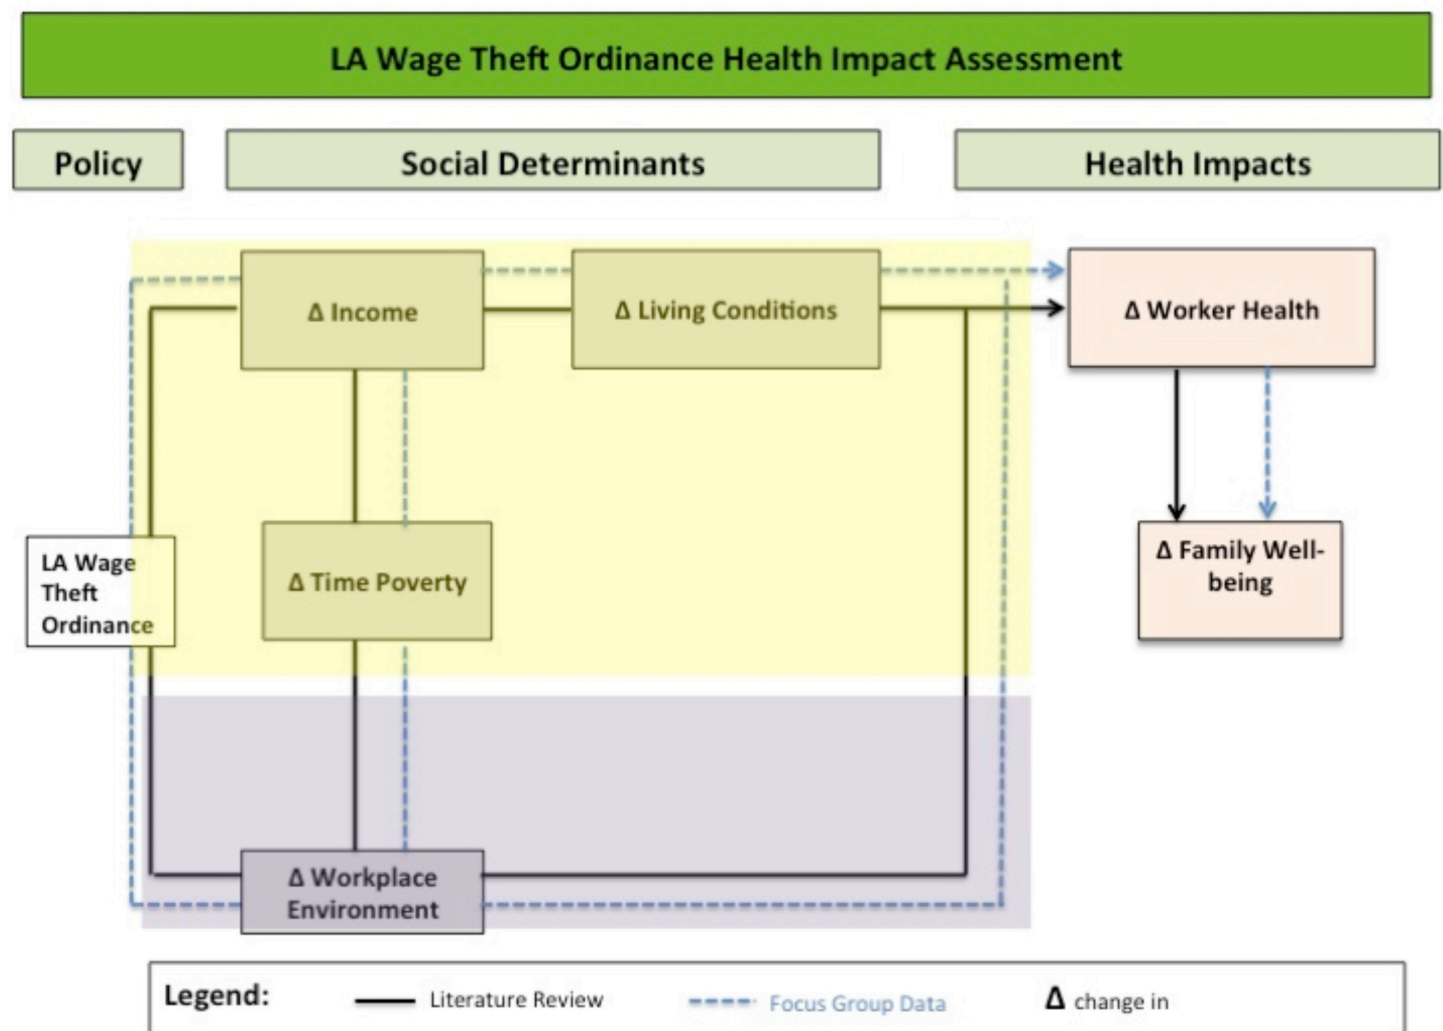 LA Wage Theft Ordinance Health Impact Assessment
Policy
Social Determinants
Health Impacts
Δ Income
Δ Living Conditions
Δ Worker Health
LA Wage
Theft
Ordinance
Δ Time Poverty
Δ Family Well-
being
Δ Workplace
Environment
Legend:
Literature Review
Focus Group Data
Δ change in